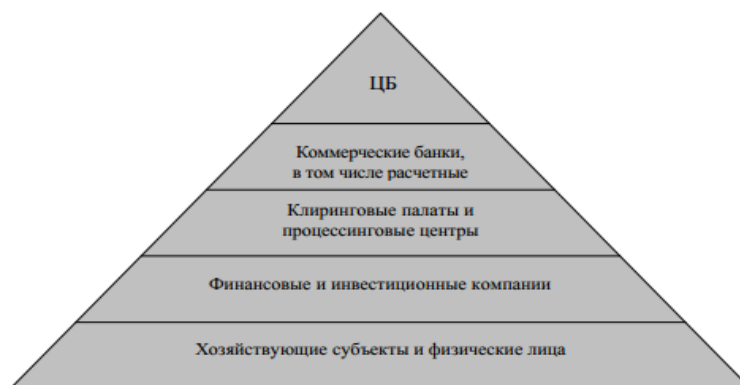 ЦБ
Коммерческие банки,
в том числе расчетные
Клиринговые палаты и
процессинговые центры
Финансовые и инвестиционные компании
Хозяйствующие субъекты и физические лица